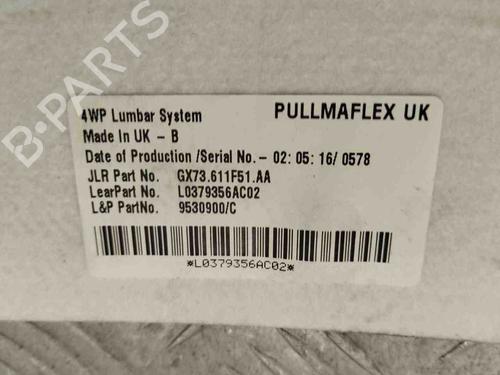 B-PARTS
4WP Lumbar System PULLMAFLEX UK
Made In UK - B
Date of Production /Serial No.- 02: 05: 16/ 0578
JLR Part No. GX73.611F51.AA
LearPart No. L0379356AC02
L&P PartNo. 9530900/C
*L0379356AC02*